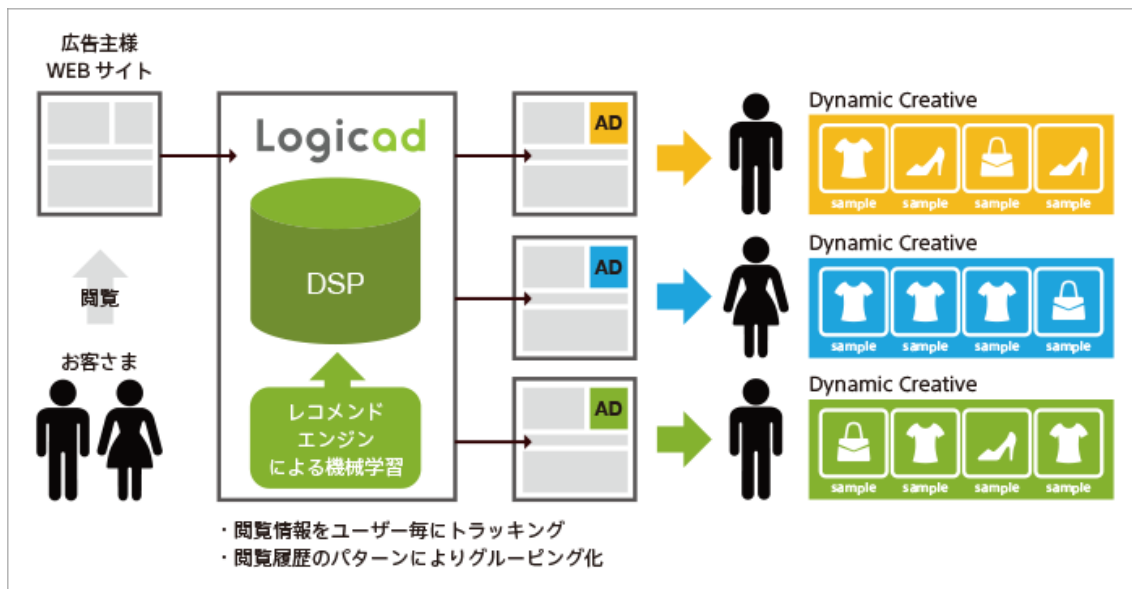 広告主様
WEBサイト
閲覧
お客さま
Logicad
DSP
レコメンド
エンジン
による機械学習
・閲覧情報をユーザー毎にトラッキング
・閲覧履歴のパターンによりグルーピング化
AD
Dynamic Creative
sample sample sample sample
AD
Dynamic Creative
sample sample sample sample
AD
Dynamic Creative
sample sample sample sample